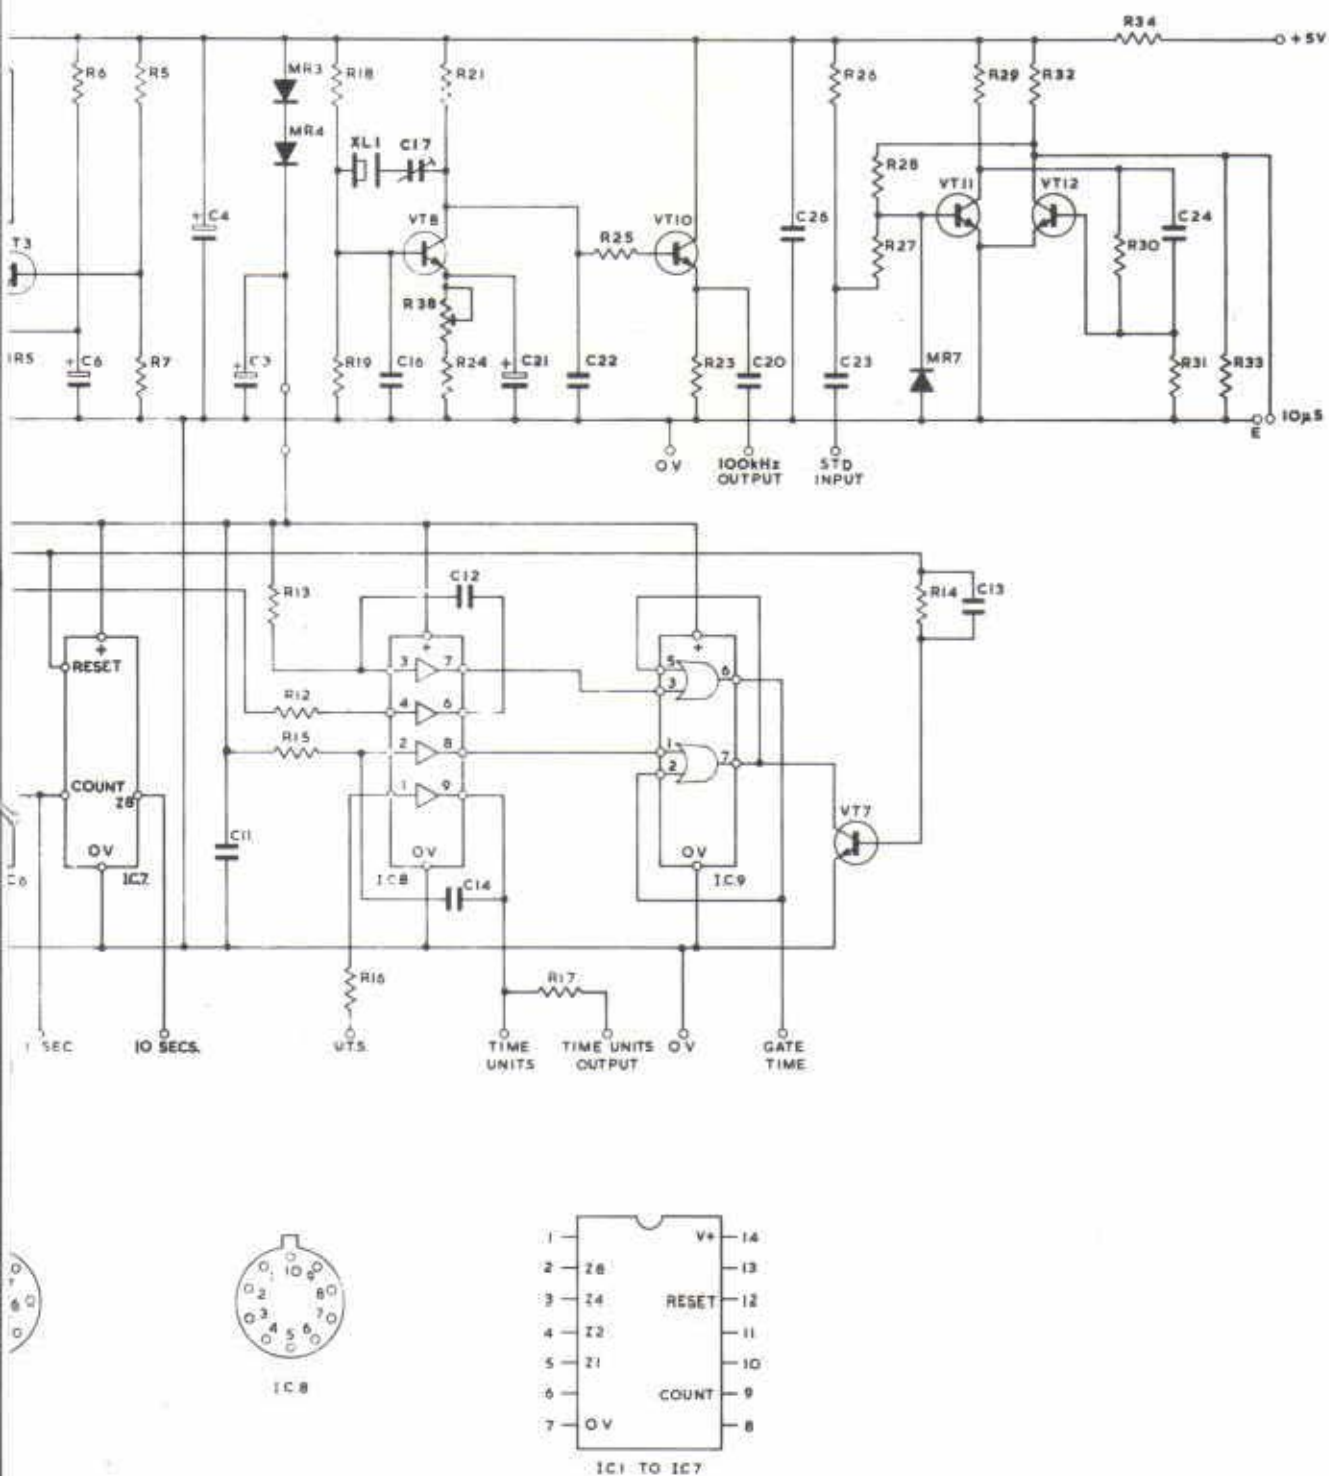 R34
+5V
R6
R5
MR3
R18
R21
R26
R29
R32
MR4
XL1
C17
R28
VT11
VT12
C4
VT8
VT10
C25
C24
R25
R27
R30
T3
R38
R5
C6
R7
C3
R19
C16
R24
C21
C22
R23
C20
C23
MR7
R31
R33
10µS
E
0V
100kHz
OUTPUT
STD
INPUT
R13
C12
R14
C13
+
+
+
RESET
3
7
5
6
3
R12
4
6
R15
2
8
1
7
2
COUNT
Z8
1
9
VT7
C11
0V
0V
0V
C6
IC7
IC8
C14
IC9
R16
R17
1 SEC
10 SECS.
U.T.S.
TIME
UNITS
TIME UNITS
OUTPUT
0V
GATE
TIME
7
6
1
10
9
2
8
3
7
4
5
6
IC8
1
V+
14
2
Z8
13
3
Z4
RESET
12
4
Z2
11
5
Z1
10
6
COUNT
9
7
0V
8
IC1 TO IC7